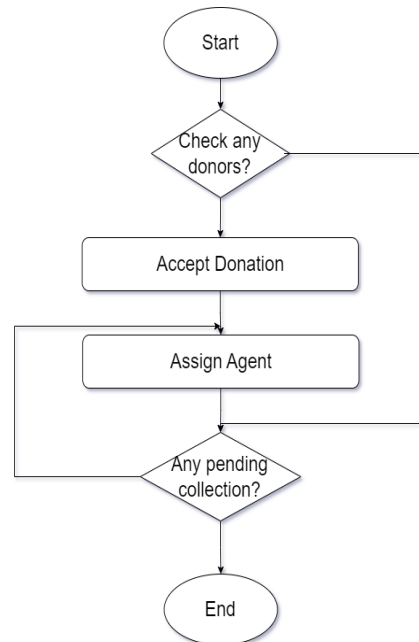 Start
Check any
donors?
Accept Donation
Assign Agent
Any pending
collection?
End